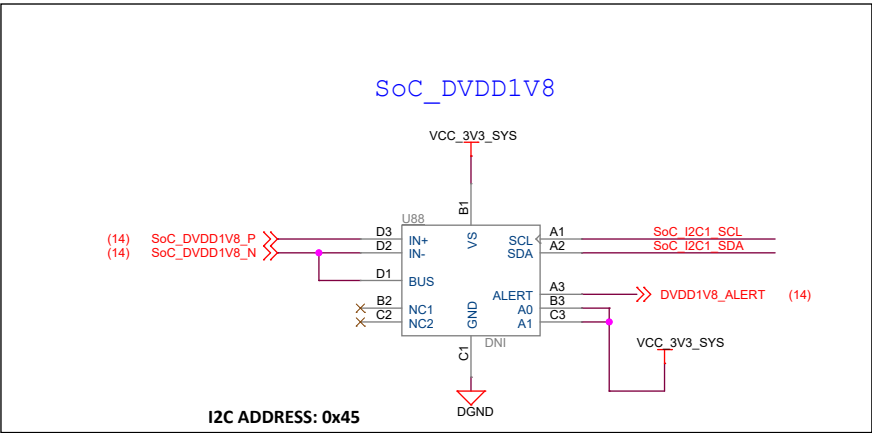 SoC_DVDD1V8
VCC_3V3_SYS
B1
U88
VS
(14) SoC_DVDD1V8_P D3 IN+
(14) SoC_DVDD1V8_N D2 IN-
D1 BUS
B2 NC1
C2 NC2
SCL A1 SoC_I2C1_SCL
SDA A2 SoC_I2C1_SDA
ALERT A3 DVDD1V8_ALERT (14)
A0 B3
A1 C3
GND
DNI
C1
VCC_3V3_SYS
DGND
I2C ADDRESS: 0x45